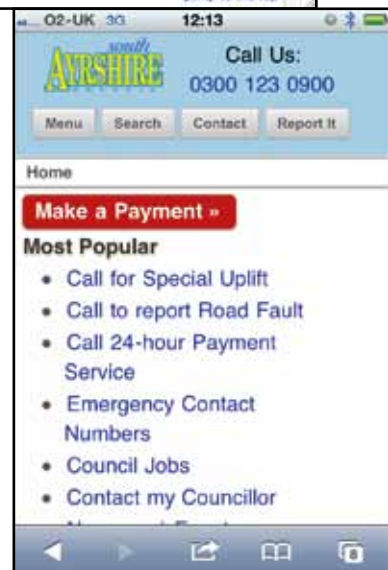 O2-UK 3G 12:13
south
AYRSHIRE
Call Us:
0300 123 0900
Menu Search Contact Report It
Home
Make a Payment »
Most Popular
• Call for Special Uplift
• Call to report Road Fault
• Call 24-hour Payment
Service
• Emergency Contact
Numbers
• Council Jobs
• Contact my Councillor
8